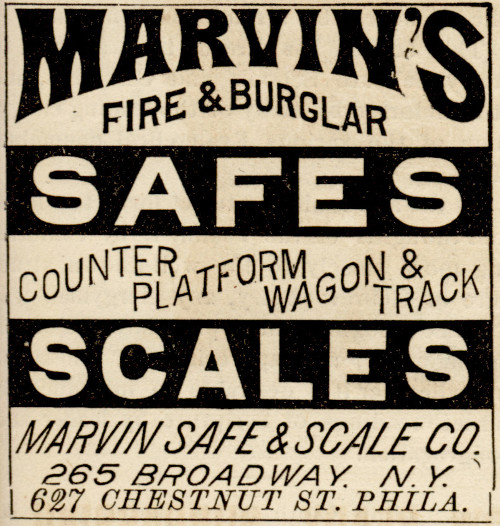 MARVIN'S
FIRE & BURGLAR
SAFES
COUNTER PLATFORM WAGON & TRACK
SCALES
MARVIN SAFE & SCALE CO.
265 BROADWAY. N.Y.
627 CHESTNUT ST. PHILA.